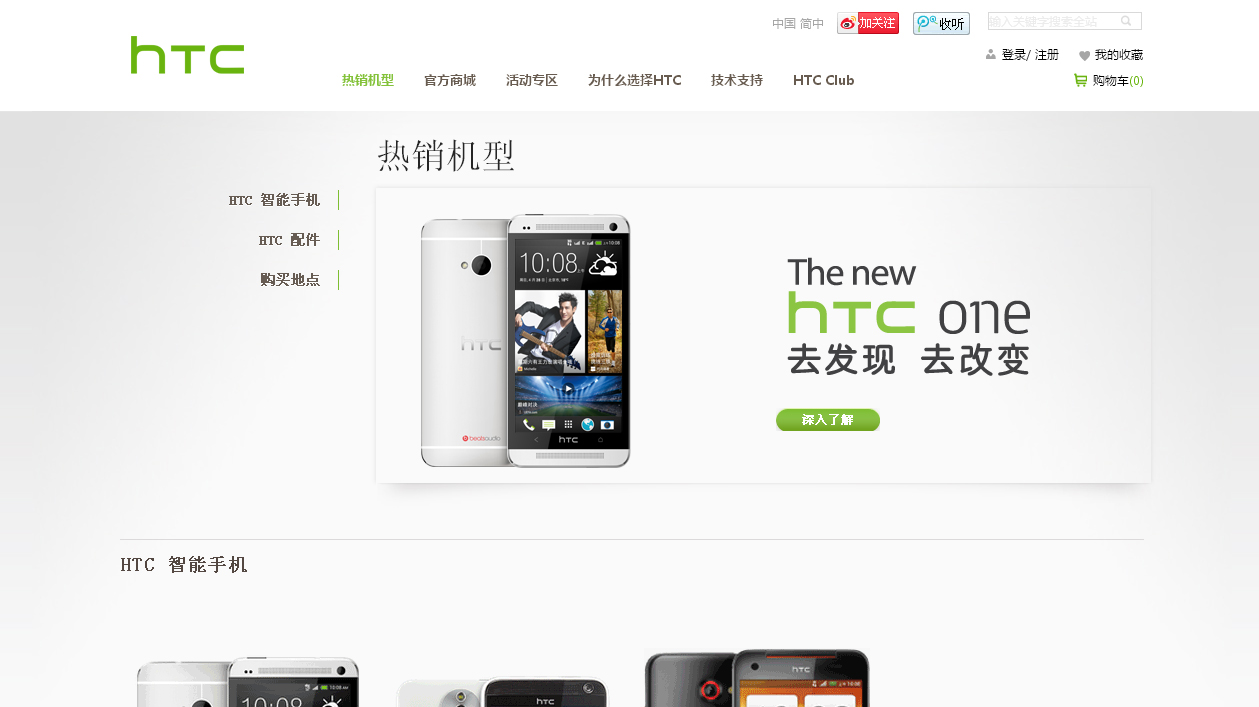 中国 简中
加关注
收听
输入关键字搜素全站
hTC
登录/ 注册
我的收藏
热销机型 官方商城 活动专区 为什么选择HTC 技术支持 HTC Club
购物车(0)
热销机型
HTC 智能手机
HTC 配件
购买地点
10:08
hTC
beatsaudio
hTC
The new
hTC one
去发现 去改变
深入了解
HTC 智能手机
10:08
hTC
hTC